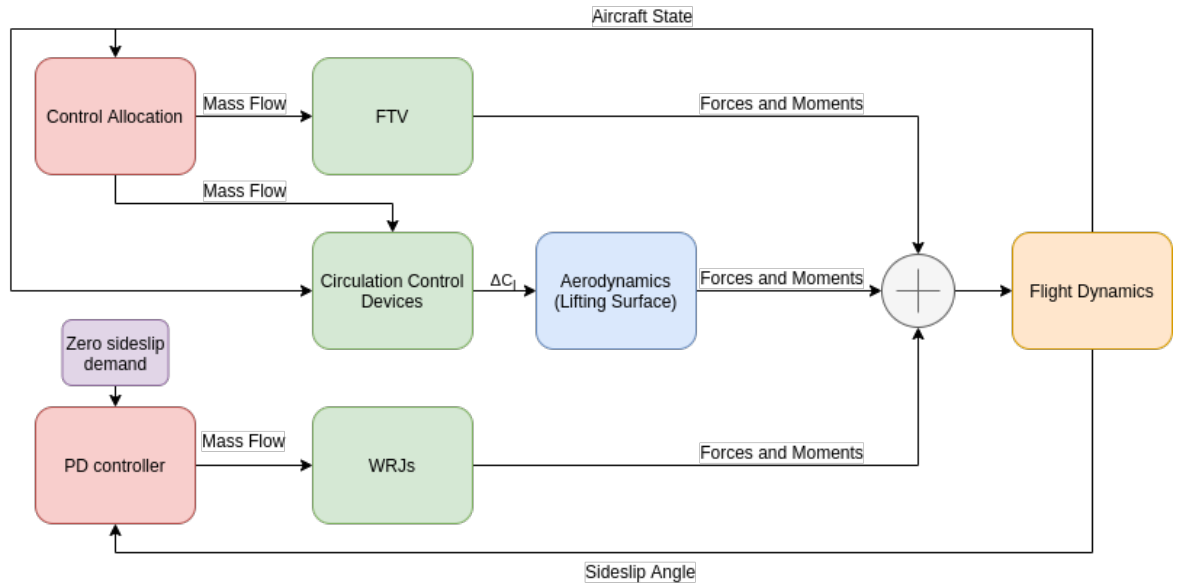 Aircraft State
Control Allocation
Mass Flow
FTV
Forces and Moments
Mass Flow
Circulation Control
Devices
ΔCl
Aerodynamics
(Lifting Surface)
Forces and Moments
Flight Dynamics
Zero sideslip
demand
PD controller
Mass Flow
WRJs
Forces and Moments
Sideslip Angle